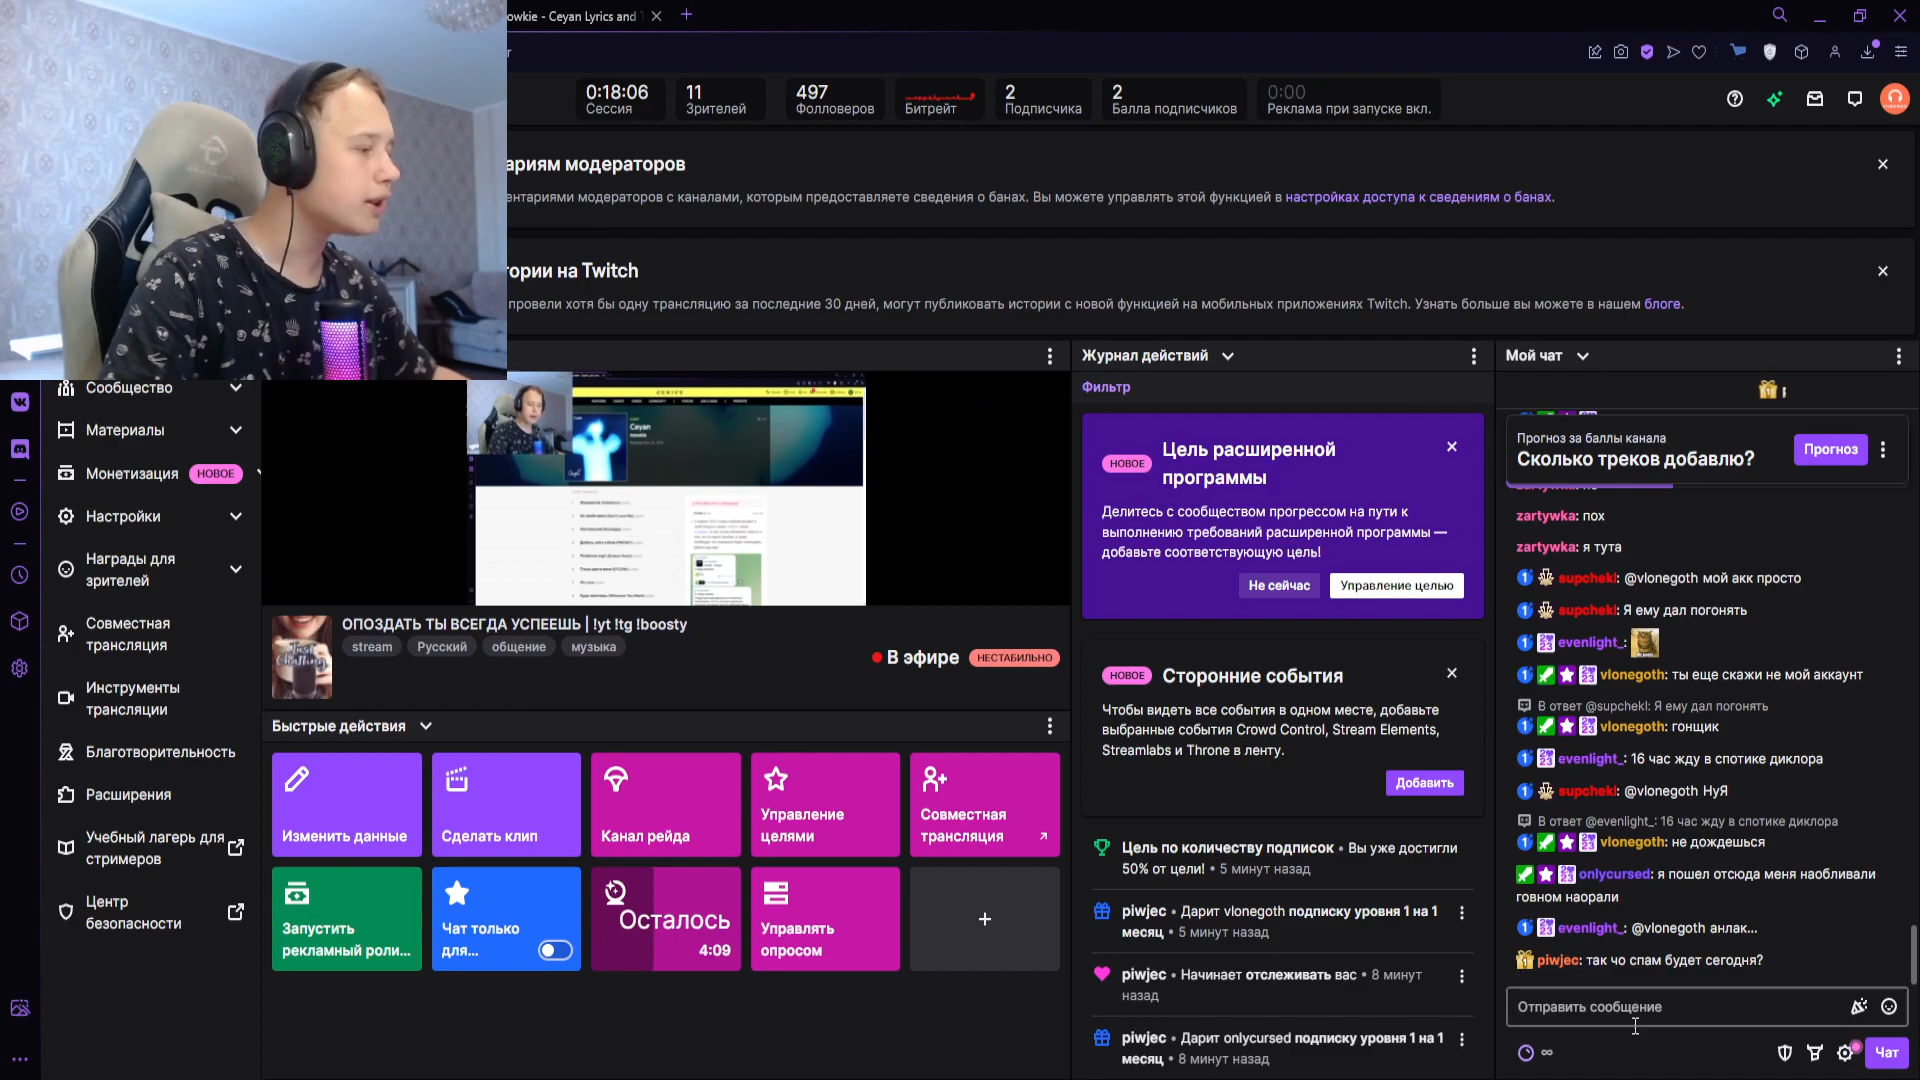 owkie - Ceyan Lyrics and
0:18:06
Сессия
11
Зрителей
497
Фолловеров
Битрейт
2
Подписчика
2
Балла подписчиков
0:00
Реклама при запуске вкл.
ариям модераторов
ентариями модераторов с каналами, которым предоставляете сведения о банах. Вы можете управлять этой функцией в настройках доступа к сведениям о банах.
тории на Twitch
провели хотя бы одну трансляцию за последние 30 дней, могут публиковать истории с новой функцией на мобильных приложениях Twitch. Узнать больше вы можете в нашем блоге.
Сообщество
Материалы
Монетизация НОВОЕ
Настройки
Награды для
зрителей
Совместная
трансляция
Инструменты
трансляции
Благотворительность
Расширения
Учебный лагерь для
стримеров
Центр
безопасности
Ceyan
ОПОЗДАТЬ ТЫ ВСЕГДА УСПЕЕШЬ | !yt !tg !boosty
stream Русский общение музыка
В эфире НЕСТАБИЛЬНО
Быстрые действия
Изменить данные
Сделать клип
Канал рейда
Управление
целями
Совместная
трансляция
Запустить
рекламный роли...
Чат только
для...
Осталось
4:09
Управлять
опросом
Журнал действий
Фильтр
НОВОЕ
Цель расширенной
программы
Делитесь с сообществом прогрессом на пути к
выполнению требований расширенной программы —
добавьте соответствующую цель!
Не сейчас
Управление целью
НОВОЕ
Сторонние события
Чтобы видеть все события в одном месте, добавьте
выбранные события Crowd Control, Stream Elements,
Streamlabs и Throne в ленту.
Добавить
Цель по количеству подписок • Вы уже достигли
50% от цели! • 5 минут назад
piwjec • Дарит vlonegoth подписку уровня 1 на 1
месяц • 5 минут назад
piwjec • Начинает отслеживать вас • 8 минут
назад
piwjec • Дарит onlycursed подписку уровня 1 на 1
месяц • 8 минут назад
Мой чат
Прогноз за баллы канала
Сколько треков добавлю?
Прогноз
zartywka: пох
zartywka: я тута
supchekl: @vlonegoth мой акк просто
supchekl: Я ему дал погонять
evenlight_:
vlonegoth: ты еще скажи не мой аккаунт
В ответ @supchekl: Я ему дал погонять
vlonegoth: гонщик
evenlight_: 16 час жду в спотике диклора
supchekl: @vlonegoth НуЯ
В ответ @evenlight_: 16 час жду в спотике диклора
vlonegoth: не дождешься
onlycursed: я пошел отсюда меня наобливали
говном наорали
evenlight_: @vlonegoth анлак...
piwjec: так чо спам будет сегодня?
Отправить сообщение
Чат